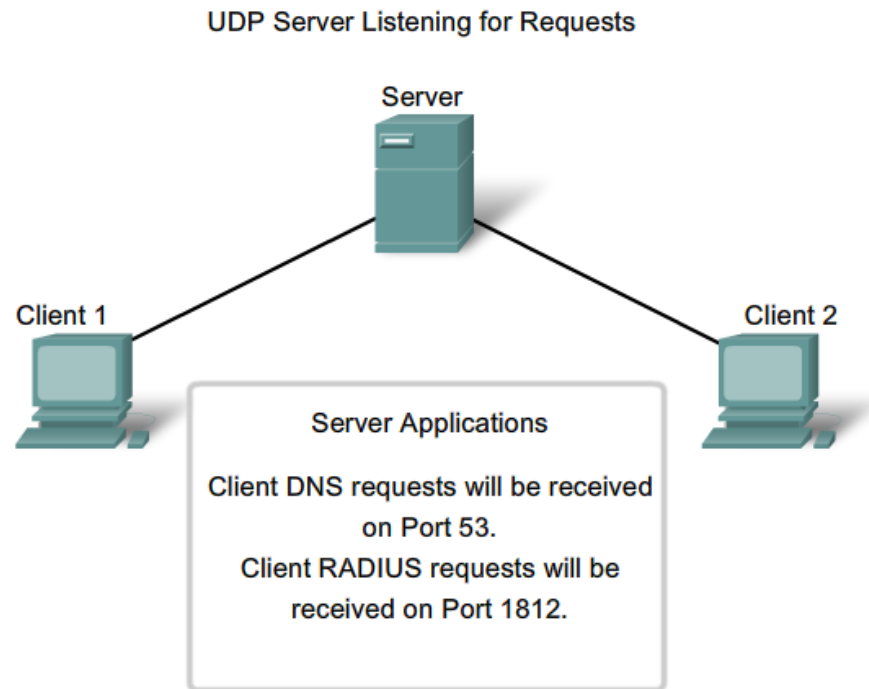 UDP Server Listening for Requests
Server
Client 1
Client 2
Server Applications
Client DNS requests will be received
on Port 53.
Client RADIUS requests will be
received on Port 1812.